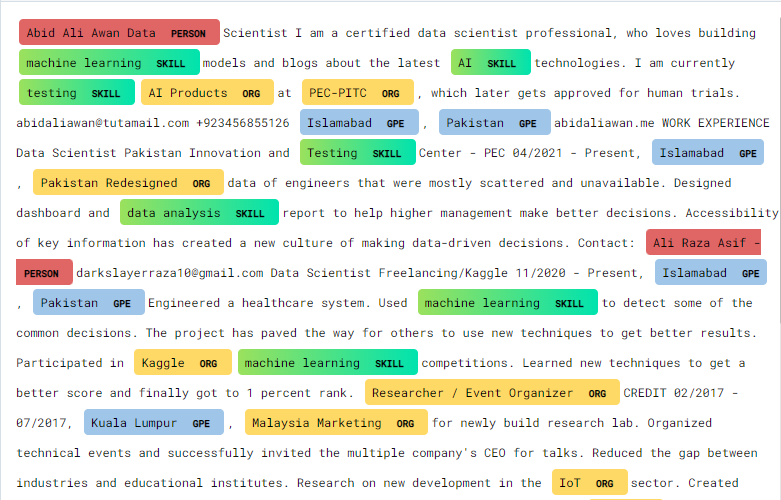 Abid Ali Awan Data PERSON Scientist I am a certified data scientist professional, who loves building
machine learning SKILL models and blogs about the latest AI SKILL technologies. I am currently
testing SKILL AI Products ORG at PEC-PITC ORG , which later gets approved for human trials.
abidaliawan@tutamail.com +923456855126 Islamabad GPE , Pakistan GPE abidaliawan.me WORK EXPERIENCE
Data Scientist Pakistan Innovation and Testing SKILL Center - PEC 04/2021 - Present, Islamabad GPE
, Pakistan Redesigned ORG data of engineers that were mostly scattered and unavailable. Designed
dashboard and data analysis SKILL report to help higher management make better decisions. Accessibility
of key information has created a new culture of making data-driven decisions. Contact: Ali Raza Asif -
PERSON darkslayerraza10@gmail.com Data Scientist Freelancing/Kaggle 11/2020 - Present, Islamabad GPE
, Pakistan GPE Engineered a healthcare system. Used machine learning SKILL to detect some of the
common decisions. The project has paved the way for others to use new techniques to get better results.
Participated in Kaggle ORG machine learning SKILL competitions. Learned new techniques to get a
better score and finally got to 1 percent rank. Researcher / Event Organizer ORG CREDIT 02/2017 -
07/2017, Kuala Lumpur GPE , Malaysia Marketing ORG for newly build research lab. Organized
technical events and successfully invited the multiple company's CEO for talks. Reduced the gap between
industries and educational institutes. Research on new development in the IoT ORG sector. Created